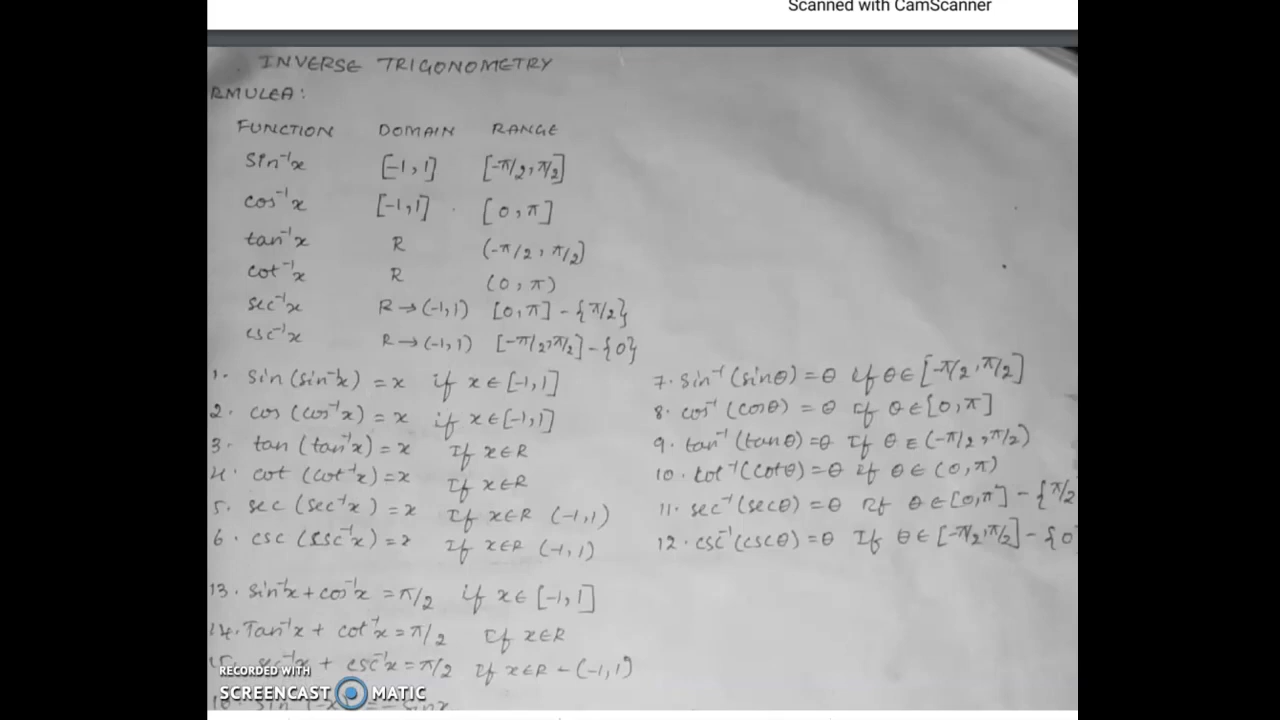 Scanned with CamScanner
INVERSE TRIGONOMETRY
RMULEA:
FUNCTION DOMAIN RANGE
Sin⁻¹x [-1,1] [-π/2,π/2]
cos⁻¹x [-1,1] [0,π]
tan⁻¹x R (-π/2,π/2)
cot⁻¹x R (0,π)
sec⁻¹x R→(-1,1) [0,π]-{π/2}
csc⁻¹x R→(-1,1) [-π/2,π/2]-{0}
1. sin(sin⁻¹x) = x if x∈[-1,1]
2. cos(cos⁻¹x) = x if x∈[-1,1]
3. tan(tan⁻¹x) = x If x∈R
4. cot(cot⁻¹x) = x If x∈R
5. sec(sec⁻¹x) = x If x∈R (-1,1)
6. csc(csc⁻¹x) = x If x∈R (-1,1)
7. sin⁻¹(sinθ) = θ if θ∈[-π/2,π/2]
8. cos⁻¹(cosθ) = θ If θ∈[0,π]
9. tan⁻¹(tanθ) = θ If θ∈(-π/2,π/2)
10. cot⁻¹(cotθ) = θ if θ∈(0,π)
11. sec⁻¹(secθ) = θ If θ∈[0,π]-{π/2
12. csc⁻¹(cscθ) = θ If θ∈[-π/2,π/2]-{0
13. sin⁻¹x + cos⁻¹x = π/2 if x∈[-1,1]
14. Tan⁻¹x + cot⁻¹x = π/2 If x∈R
15. sec⁻¹x + csc⁻¹x = π/2 If x∈R-(-1,1)
RECORDED WITH
SCREENCAST MATIC